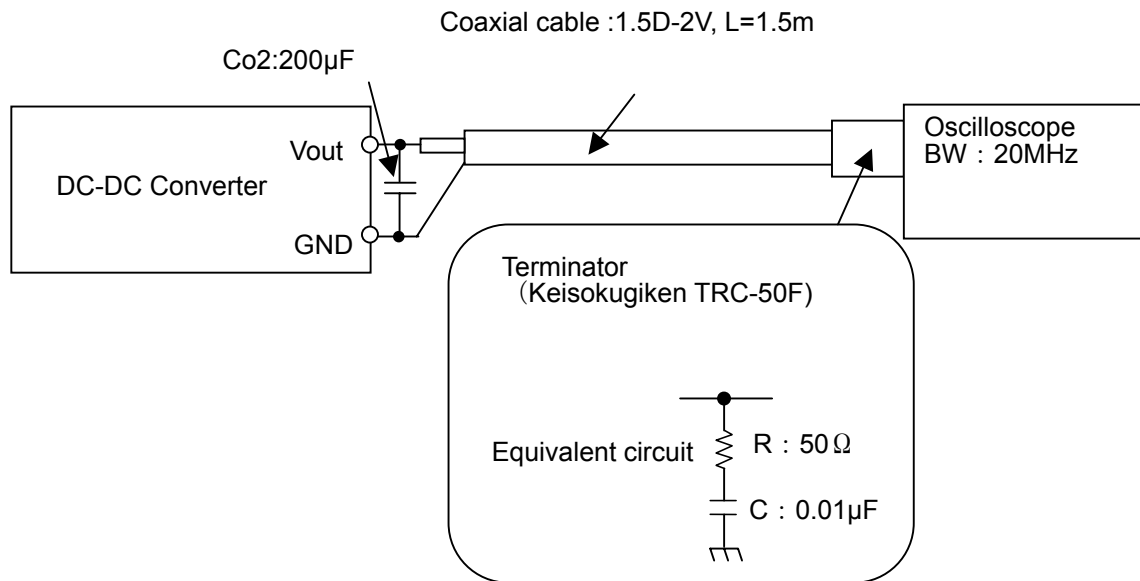 Coaxial cable :1.5D-2V, L=1.5m
Co2:200µF
Vout
DC-DC Converter
GND
Oscilloscope
BW：20MHz
Terminator
（Keisokugiken TRC-50F)
Equivalent circuit
R：50Ω
C：0.01µF